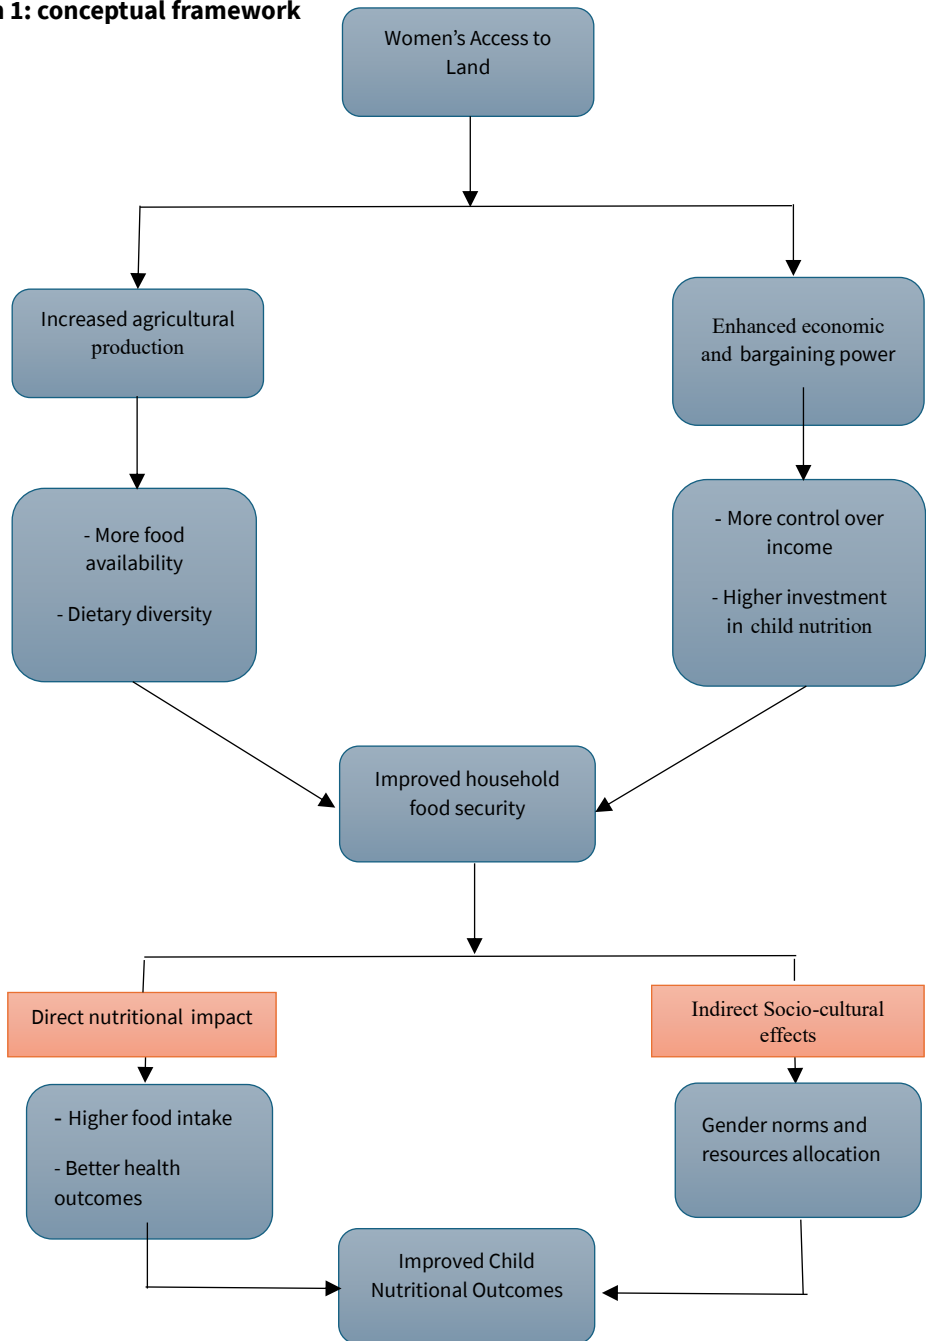 1: conceptual framework
Women’s Access to
Land
Increased agricultural
production
Enhanced economic
and bargaining power
- More food
availability
- Dietary diversity
- More control over
income
- Higher investment
in child nutrition
Improved household
food security
Direct nutritional impact
Indirect Socio-cultural
effects
- Higher food intake
- Better health
outcomes
Gender norms and
resources allocation
Improved Child
Nutritional Outcomes